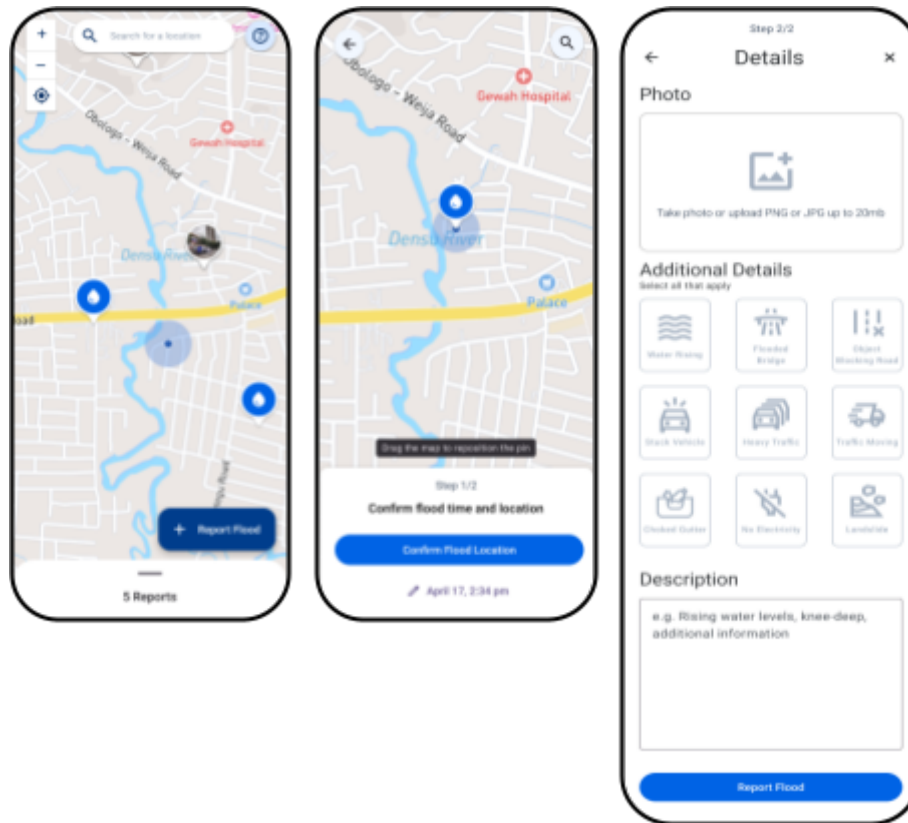 Search for a location
Obologo - Weija Road
Gewah Hospital
Densu River
Palace
oad
+ Report Flood
5 Reports
Obologo - Weija Road
Gewah Hospital
Densu River
Palace
Drag the map to reposition the pin
Step 1/2
Confirm flood time and location
Confirm Flood Location
April 17, 2:34 pm
Step 2/2
Details
Photo
Take photo or upload PNG or JPG up to 20mb
Additional Details
Select all that apply
Water Rising
Flooded
Bridge
Object
Blocking Road
Stuck Vehicle
Heavy Traffic
Traffic Moving
Choked Gutter
No Electricity
Landslide
Description
e.g. Rising water levels, knee-deep,
additional information
Report Flood